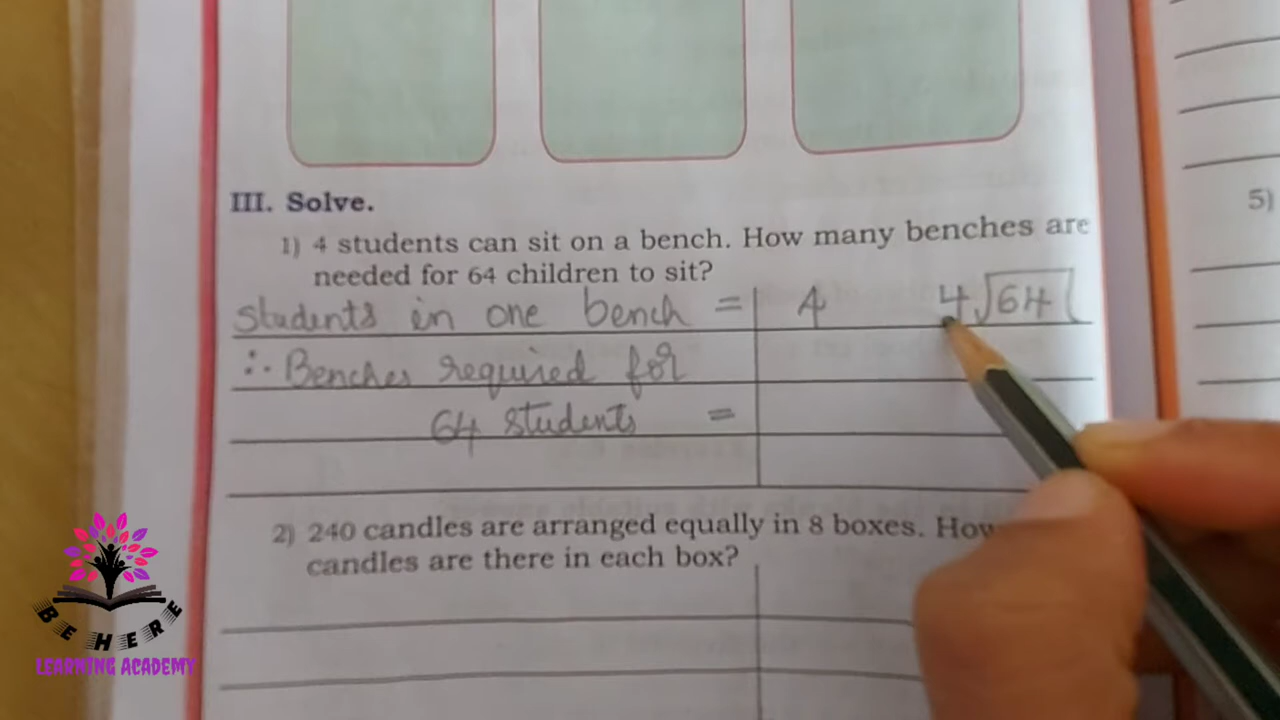 III. Solve.
1) 4 students can sit on a bench. How many benches are
needed for 64 children to sit?
students in one bench = 4 4)64(
∴ Benches required for
64 students =
2) 240 candles are arranged equally in 8 boxes. How
candles are there in each box?
5)
BEHERE
LEARNING ACADEMY